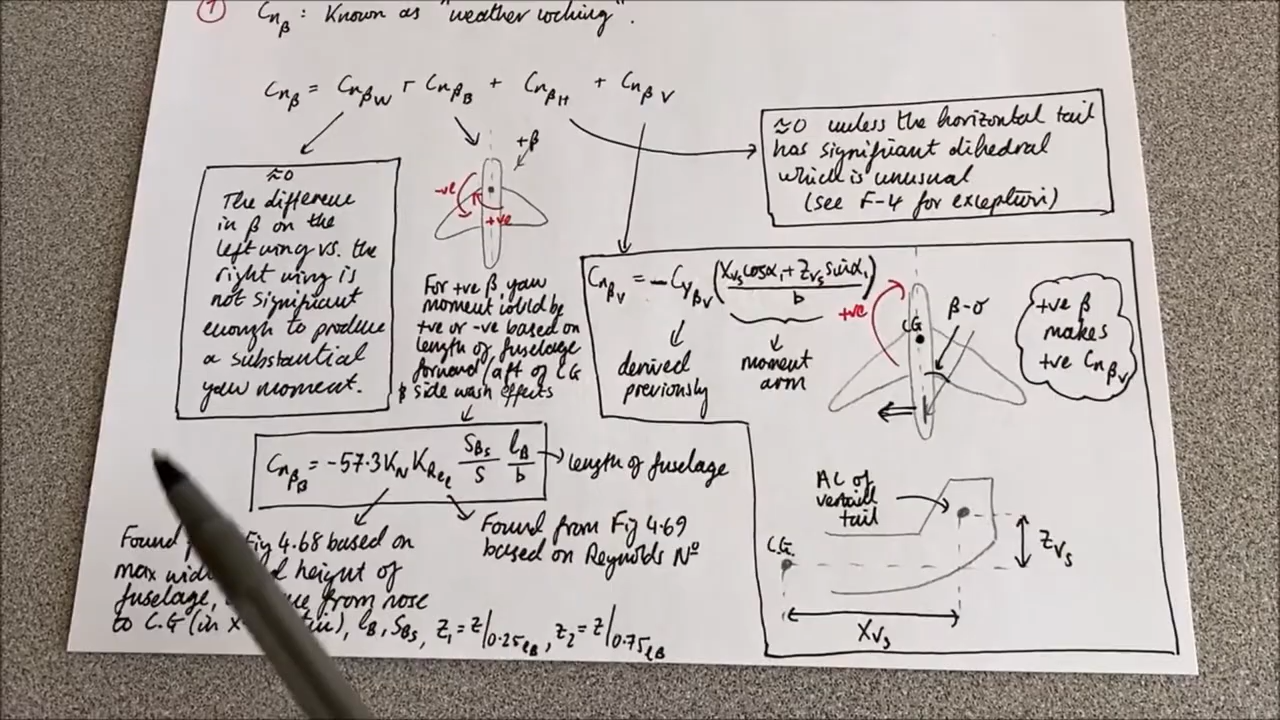 ① Cnβ : Known as "weather cocking".
Cnβ = CnβW + CnβB + CnβH + CnβV
≈0 unless the horizontal tail
has significant dihedral
which is unusual
(see F-4 for exception)
≈0
The difference
in β on the
left wing vs. the
right wing is
not significant
enough to produce
a substantial
yaw moment.
+β
-ve
+ve
For +ve β, yaw
moment could be
+ve or -ve based on
length of fuselage
forward/aft of CG
& side wash effects
CnβB = -57.3 KN KRel SBs/S lB/b
length of fuselage
Found Fig 4.68 based on
max height of
fuselage, from nose
to C.G (in x-), lB, SBs, z1 = z|0.25lB, z2 = z|0.75lB
Found from Fig 4.69
based on Reynolds Nº
CnβV = -CyβV (XVs cosα1 + ZVs sinα1)/b
derived
previously
moment
arm
+ve
C.G
β-σ
+ve β
makes
+ve CnβV
AC of
vertical
tail
C.G.
ZVs
XVs